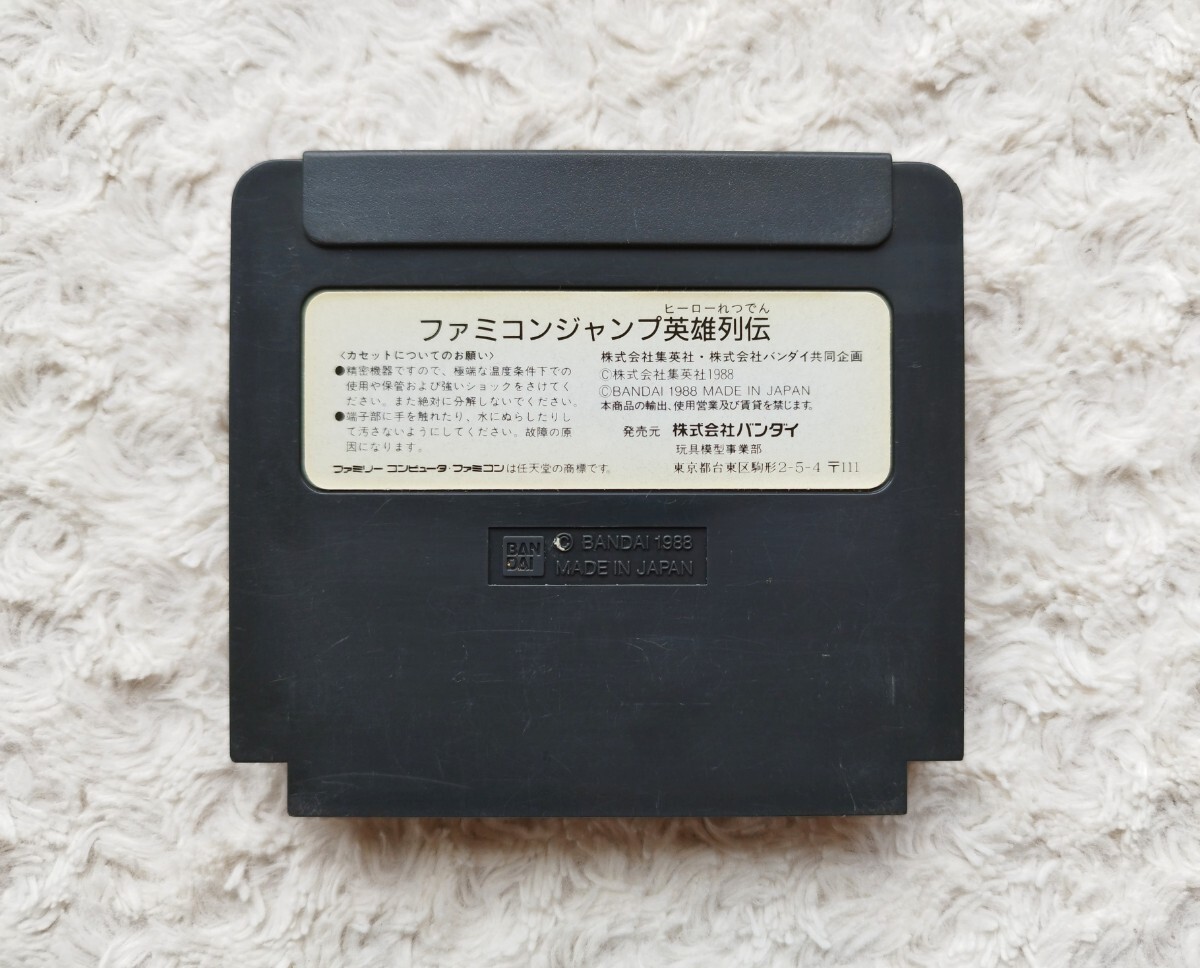 ヒーローれつでん
ファミコンジャンプ英雄列伝
〈カセットについてのお願い〉
●精密機器ですので、極端な温度条件下での
使用や保管および強いショックをさけてく
ださい。また絶対に分解しないでください。
●端子部に手を触れたり、水にぬらしたりし
て汚さないようにしてください。故障の原
因になります。
ファミリー コンピュータ・ファミコンは任天堂の商標です。
株式会社集英社・株式会社バンダイ共同企画
©株式会社集英社1988
©BANDAI 1988 MADE IN JAPAN
本商品の輸出、使用営業及び賃貸を禁じます。
発売元 株式会社バンダイ
玩具模型事業部
東京都台東区駒形2-5-4 〒111
BAN
DAI
© BANDAI 1988
MADE IN JAPAN